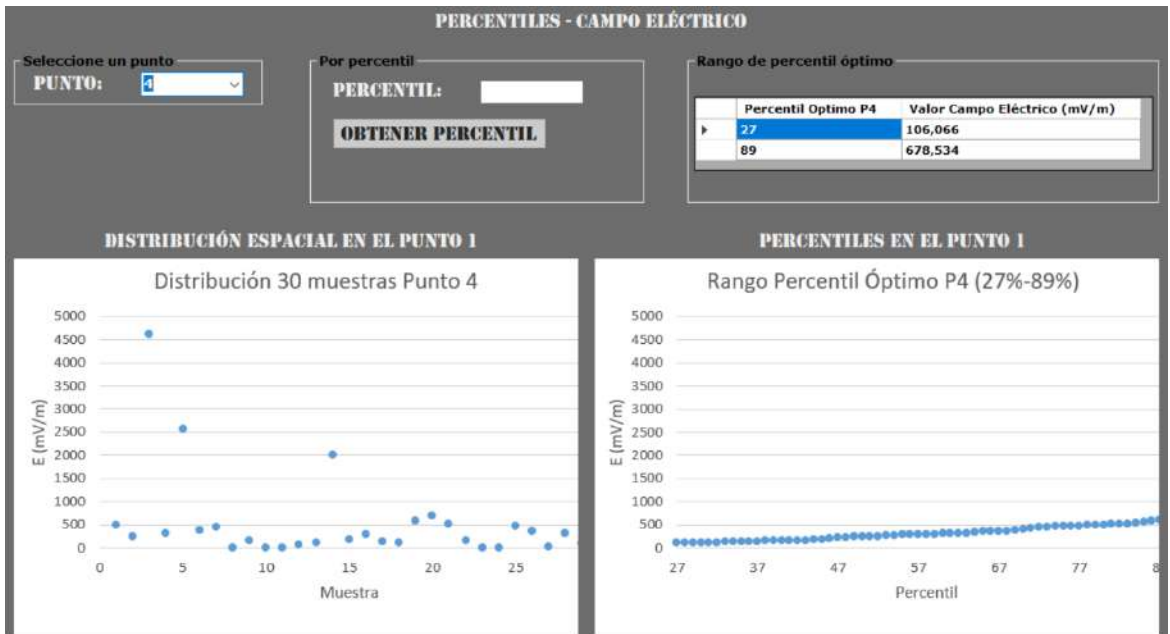 PERCENTILES - CAMPO ELÉCTRICO
Seleccione un punto
PUNTO: 4
Por percentil
PERCENTIL:
OBTENER PERCENTIL
Rango de percentil óptimo
Percentil Optimo P4 Valor Campo Eléctrico (mV/m)
27 106,066
89 678,534
DISTRIBUCIÓN ESPACIAL EN EL PUNTO 1
Distribución 30 muestras Punto 4
5000
4500
4000
3500
3000
2500
2000
1500
1000
500
0
E (mV/m)
0 5 10 15 20 25
Muestra
PERCENTILES EN EL PUNTO 1
Rango Percentil Óptimo P4 (27%-89%)
5000
4500
4000
3500
3000
2500
2000
1500
1000
500
0
E (mV/m)
27 37 47 57 67 77 8
Percentil